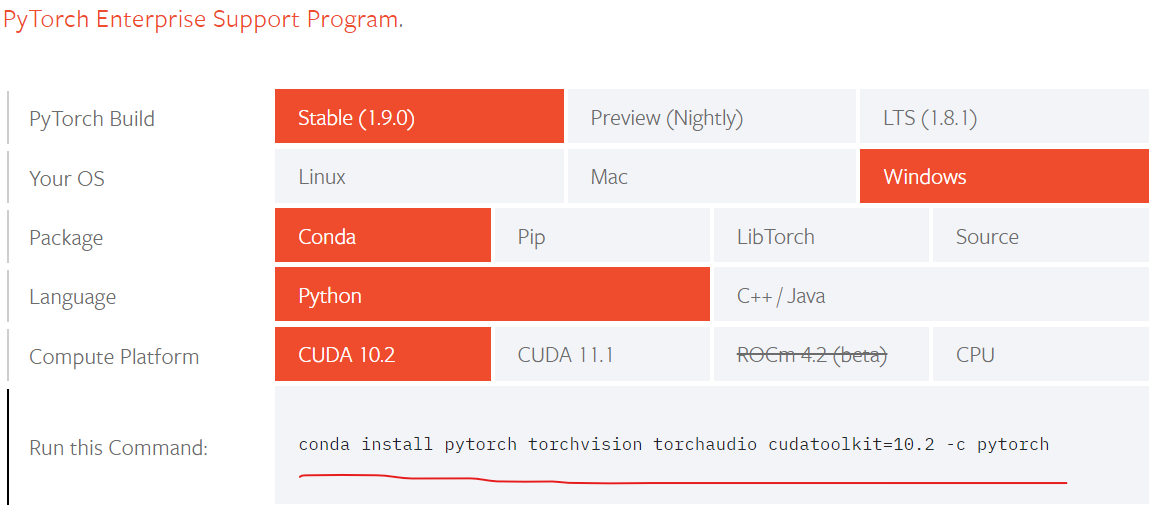 PyTorch Enterprise Support Program.
PyTorch Build Stable (1.9.0) Preview (Nightly) LTS (1.8.1)
Your OS Linux Mac Windows
Package Conda Pip LibTorch Source
Language Python C++ / Java
Compute Platform CUDA 10.2 CUDA 11.1 ROCm 4.2 (beta) CPU
Run this Command: conda install pytorch torchvision torchaudio cudatoolkit=10.2 -c pytorch